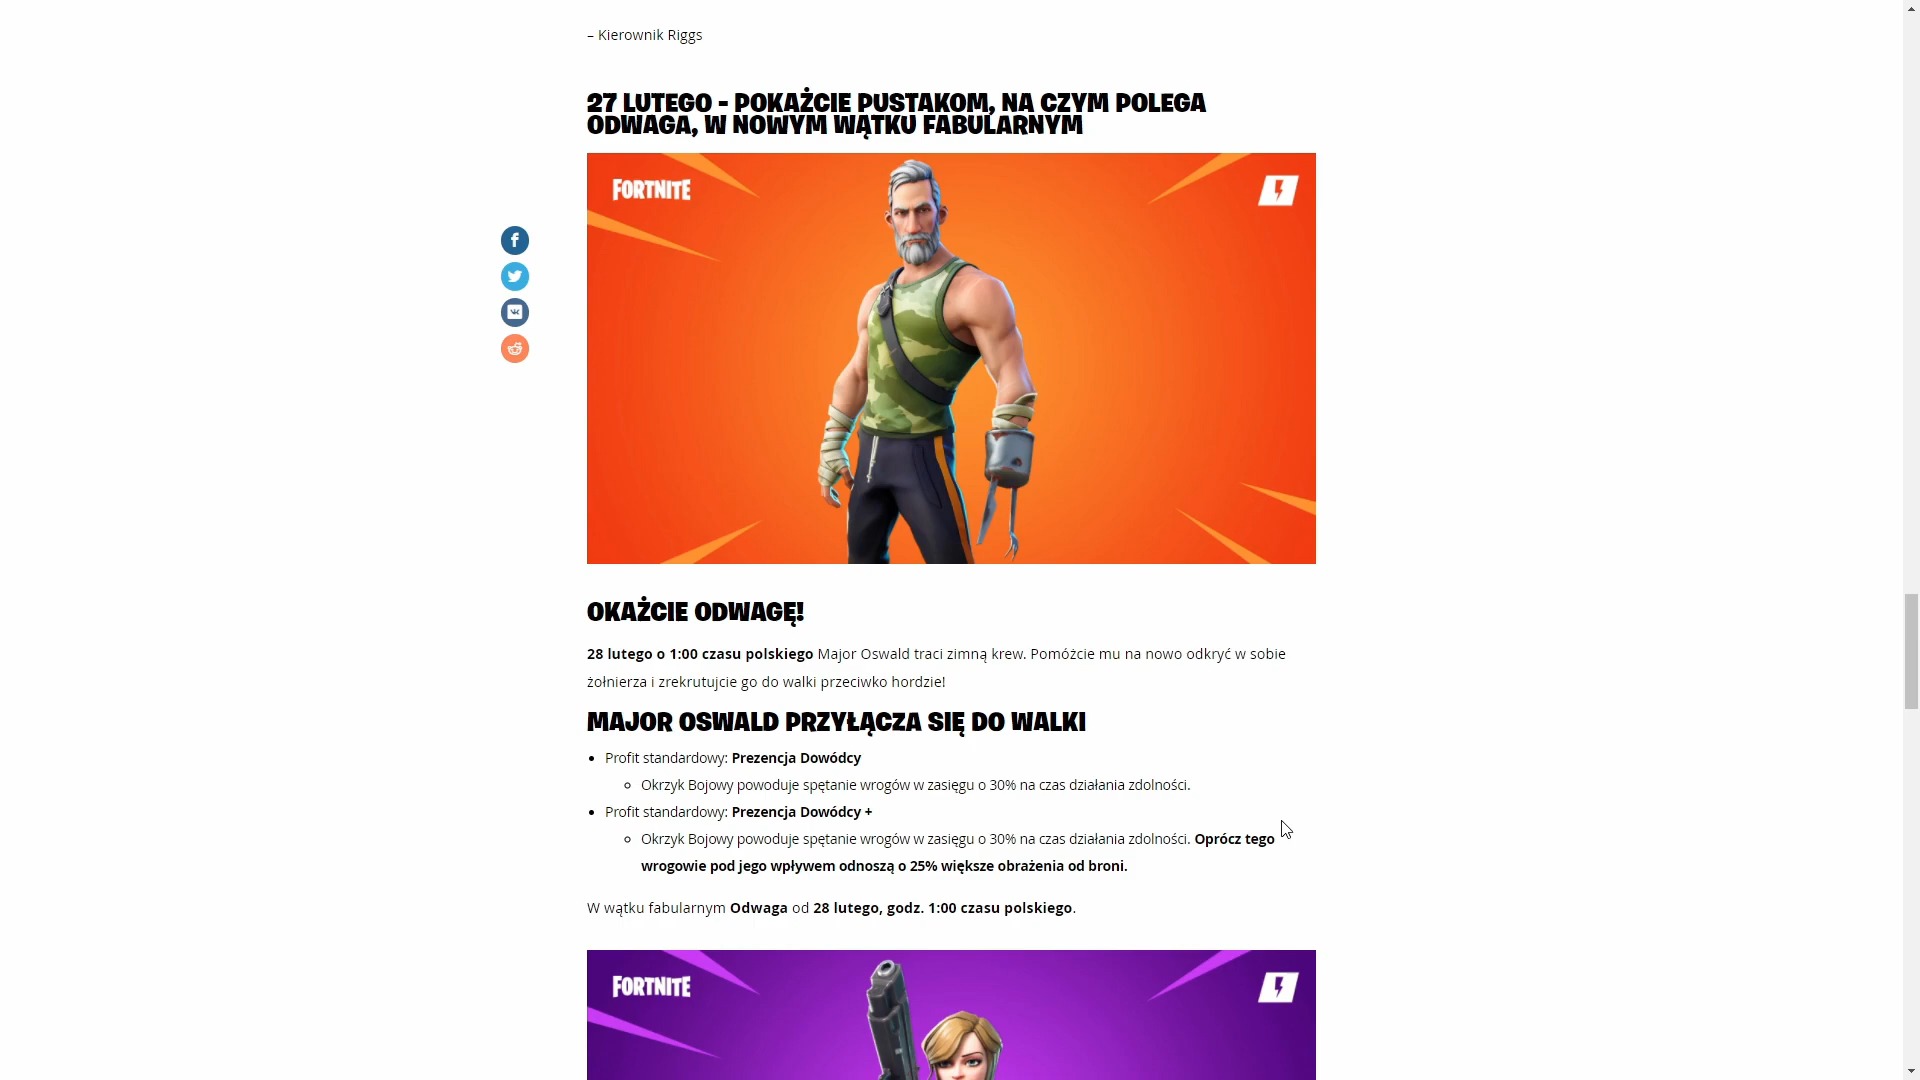 – Kierownik Riggs
27 LUTEGO - POKAŻCIE PUSTAKOM, NA CZYM POLEGA
ODWAGA, W NOWYM WĄTKU FABULARNYM
FORTNITE
OKAŻCIE ODWAGĘ!
28 lutego o 1:00 czasu polskiego Major Oswald traci zimną krew. Pomóżcie mu na nowo odkryć w sobie
żołnierza i zrekrutujcie go do walki przeciwko hordzie!
MAJOR OSWALD PRZYŁĄCZA SIĘ DO WALKI
Profit standardowy: Prezencja Dowódcy
Okrzyk Bojowy powoduje spętanie wrogów w zasięgu o 30% na czas działania zdolności.
Profit standardowy: Prezencja Dowódcy +
Okrzyk Bojowy powoduje spętanie wrogów w zasięgu o 30% na czas działania zdolności. Oprócz tego
wrogowie pod jego wpływem odnoszą o 25% większe obrażenia od broni.
W wątku fabularnym Odwaga od 28 lutego, godz. 1:00 czasu polskiego.
FORTNITE